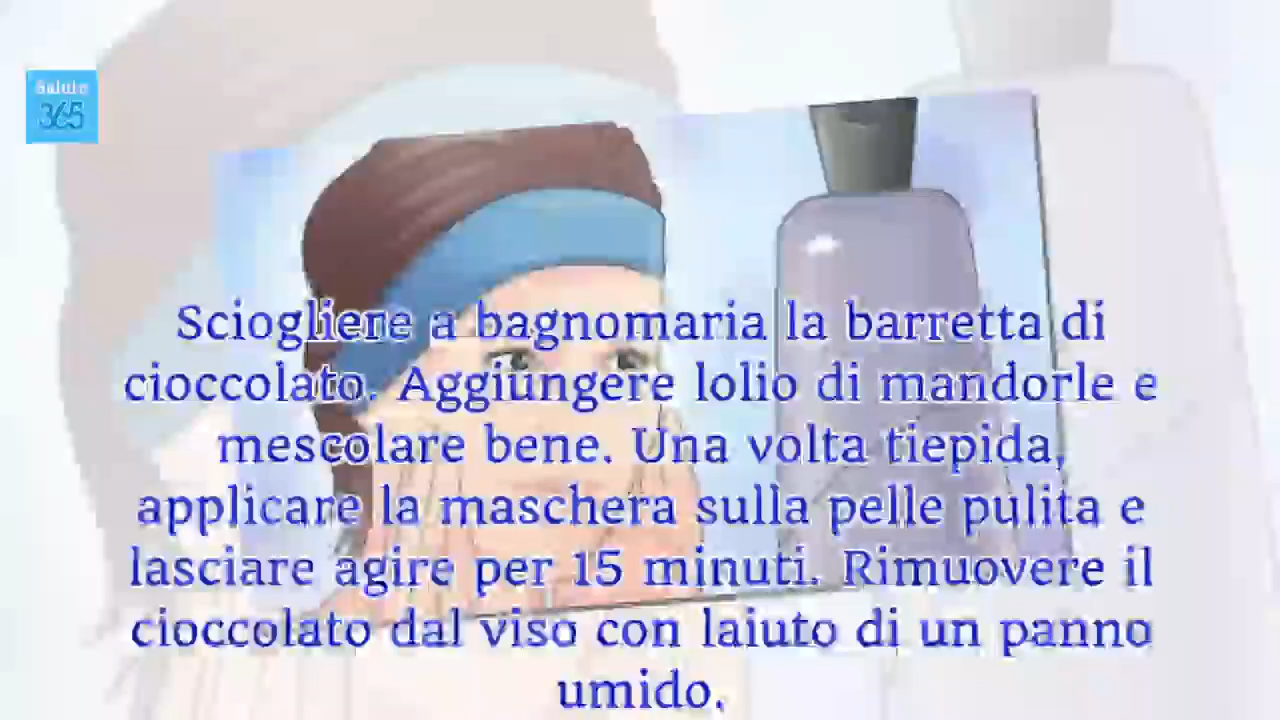 Salute
365
Sciogliere a bagnomaria la barretta di
cioccolato. Aggiungere lolio di mandorle e
mescolare bene. Una volta tiepida,
applicare la maschera sulla pelle pulita e
lasciare agire per 15 minuti. Rimuovere il
cioccolato dal viso con laiuto di un panno
umido.